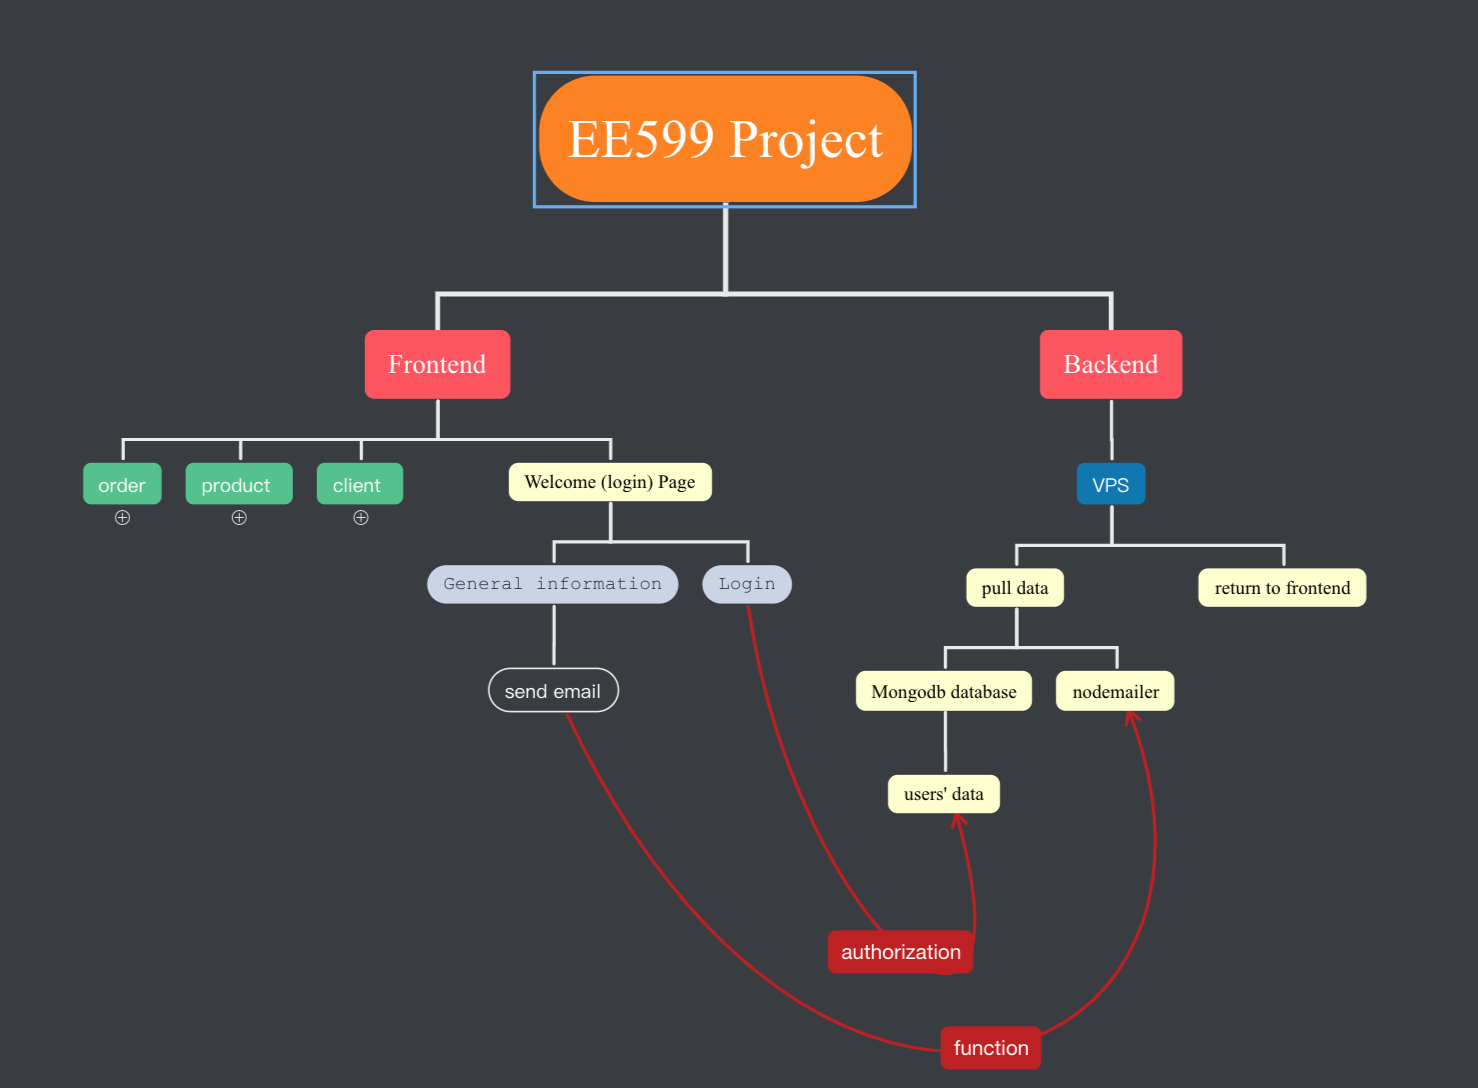 EE599 Project
Frontend
Backend
order
product
client
Welcome (login) Page
VPS
General information
Login
pull data
return to frontend
send email
Mongodb database
nodemailer
users' data
authorization
function